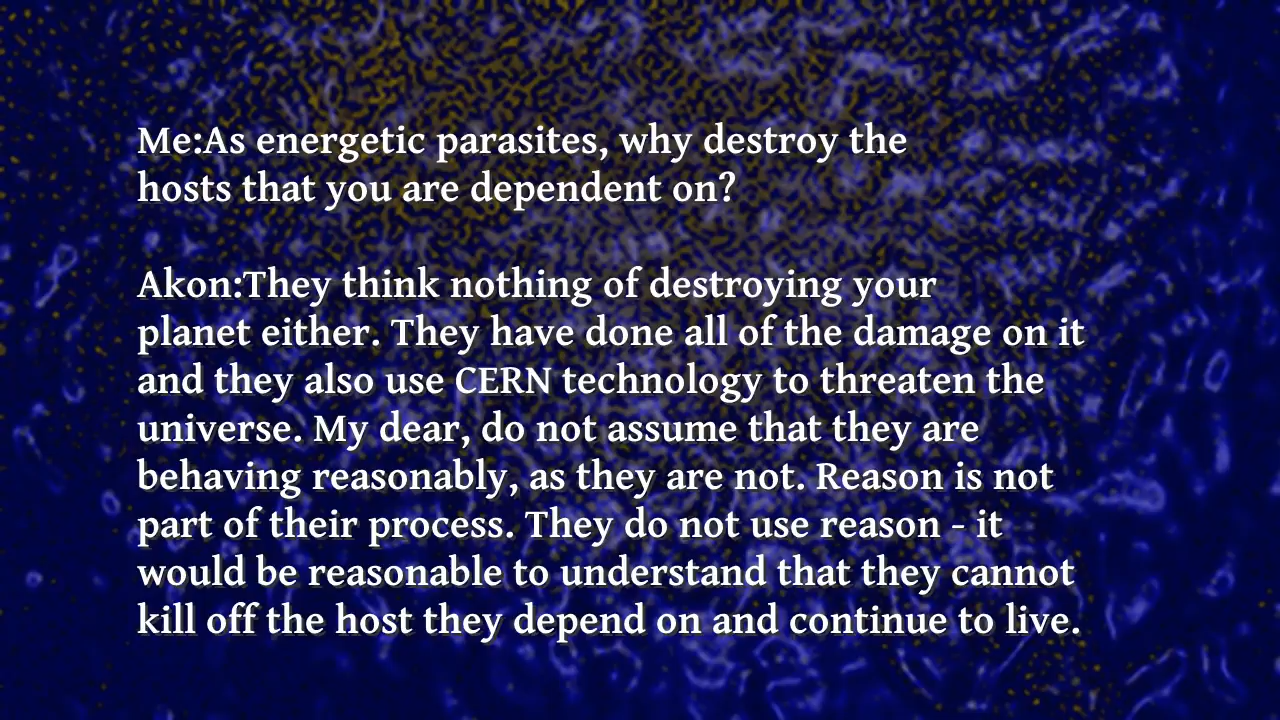 Me:As energetic parasites, why destroy the
hosts that you are dependent on?
Akon:They think nothing of destroying your
planet either. They have done all of the damage on it
and they also use CERN technology to threaten the
universe. My dear, do not assume that they are
behaving reasonably, as they are not. Reason is not
part of their process. They do not use reason - it
would be reasonable to understand that they cannot
kill off the host they depend on and continue to live.